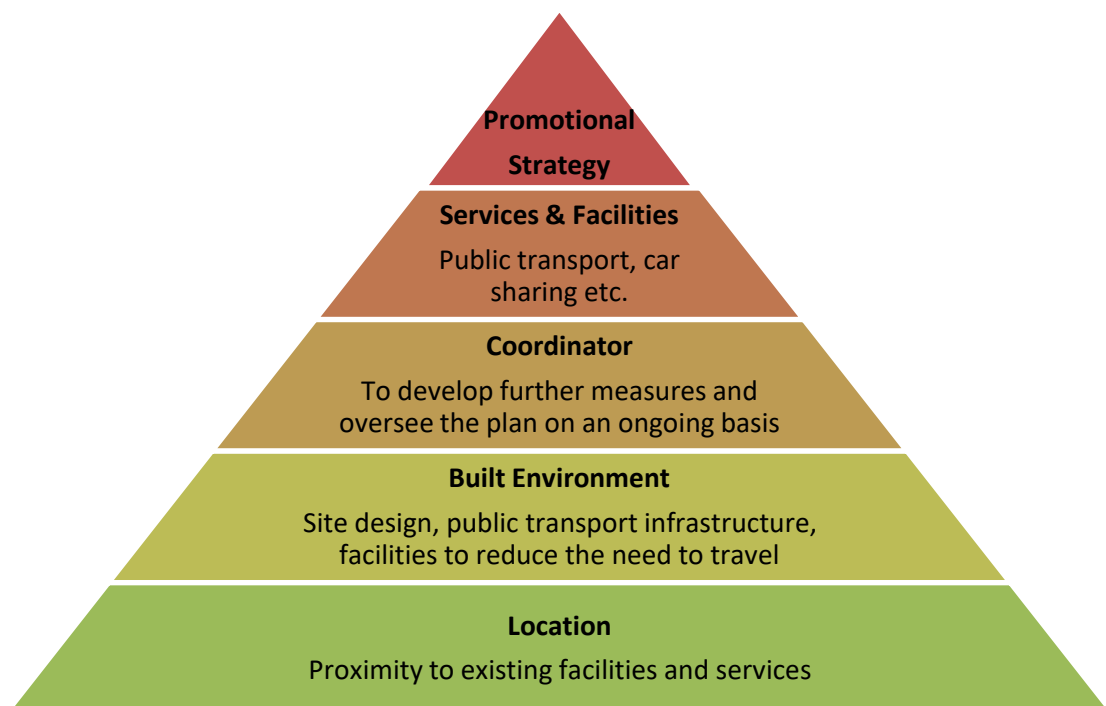 Promotional
Strategy
Services & Facilities
Public transport, car
sharing etc.
Coordinator
To develop further measures and
oversee the plan on an ongoing basis
Built Environment
Site design, public transport infrastructure,
facilities to reduce the need to travel
Location
Proximity to existing facilities and services